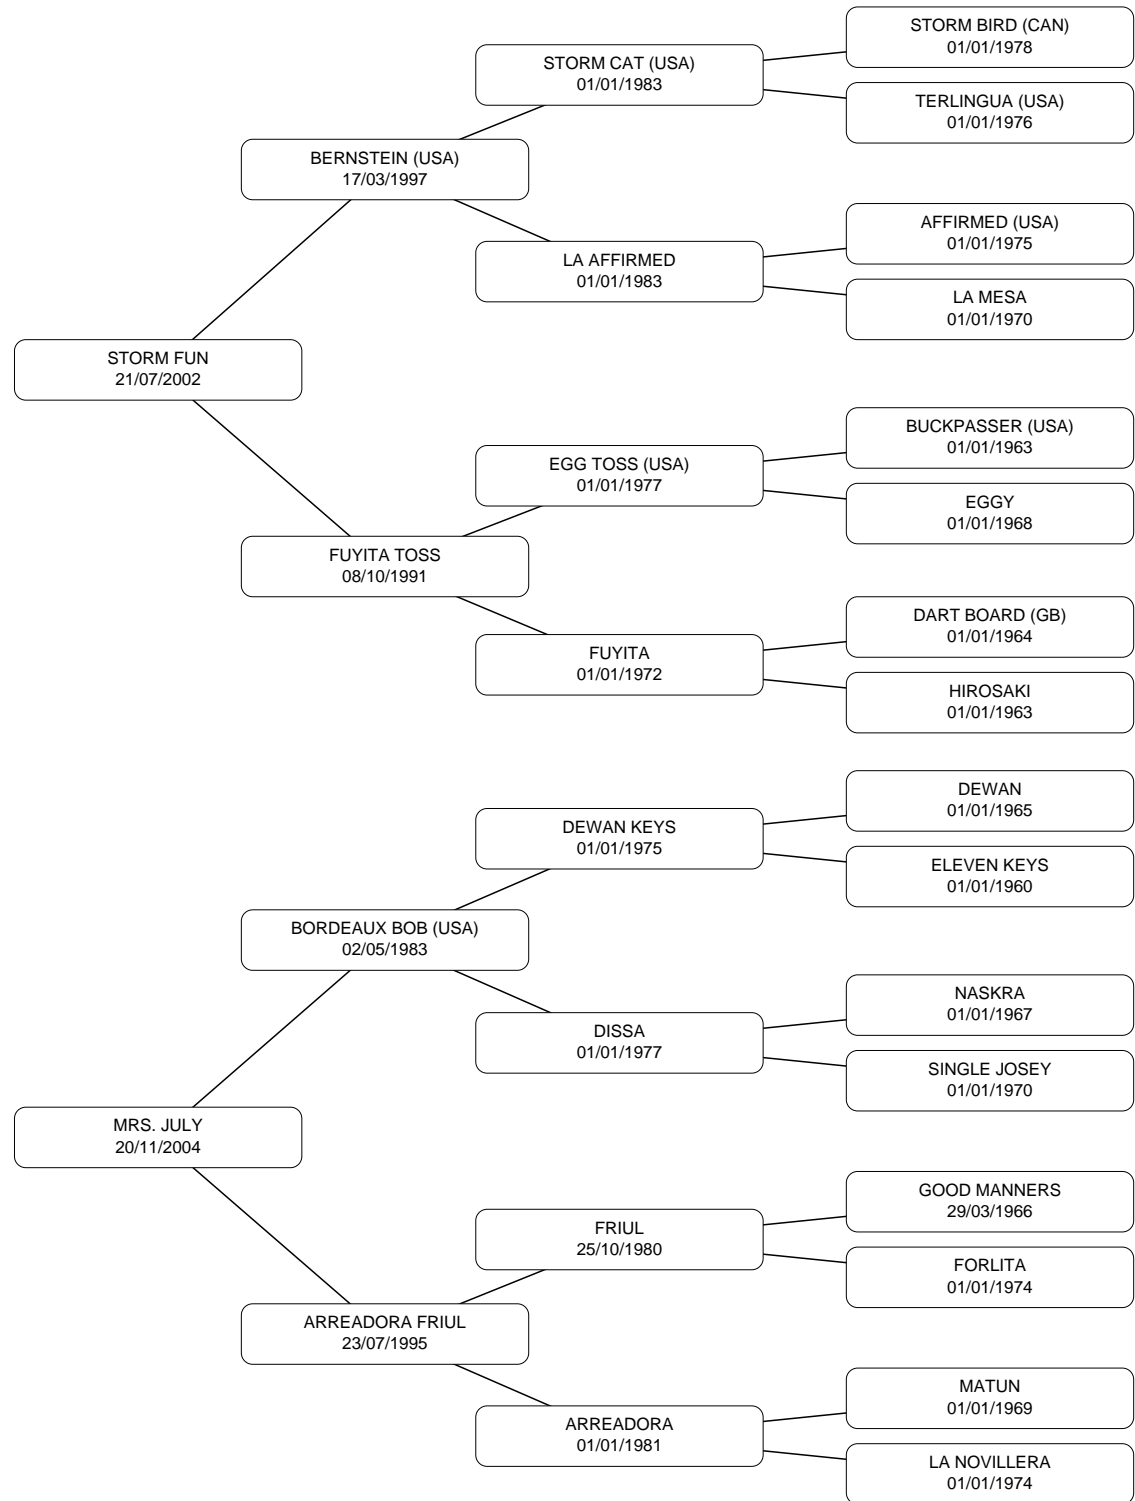 STORM BIRD (CAN)
01/01/1978
STORM CAT (USA)
01/01/1983
TERLINGUA (USA)
01/01/1976
BERNSTEIN (USA)
17/03/1997
AFFIRMED (USA)
01/01/1975
LA AFFIRMED
01/01/1983
LA MESA
01/01/1970
STORM FUN
21/07/2002
BUCKPASSER (USA)
01/01/1963
EGG TOSS (USA)
01/01/1977
EGGY
01/01/1968
FUYITA TOSS
08/10/1991
DART BOARD (GB)
01/01/1964
FUYITA
01/01/1972
HIROSAKI
01/01/1963
DEWAN
01/01/1965
DEWAN KEYS
01/01/1975
ELEVEN KEYS
01/01/1960
BORDEAUX BOB (USA)
02/05/1983
NASKRA
01/01/1967
DISSA
01/01/1977
SINGLE JOSEY
01/01/1970
MRS. JULY
20/11/2004
GOOD MANNERS
29/03/1966
FRIUL
25/10/1980
FORLITA
01/01/1974
ARREADORA FRIUL
23/07/1995
MATUN
01/01/1969
ARREADORA
01/01/1981
LA NOVILLERA
01/01/1974